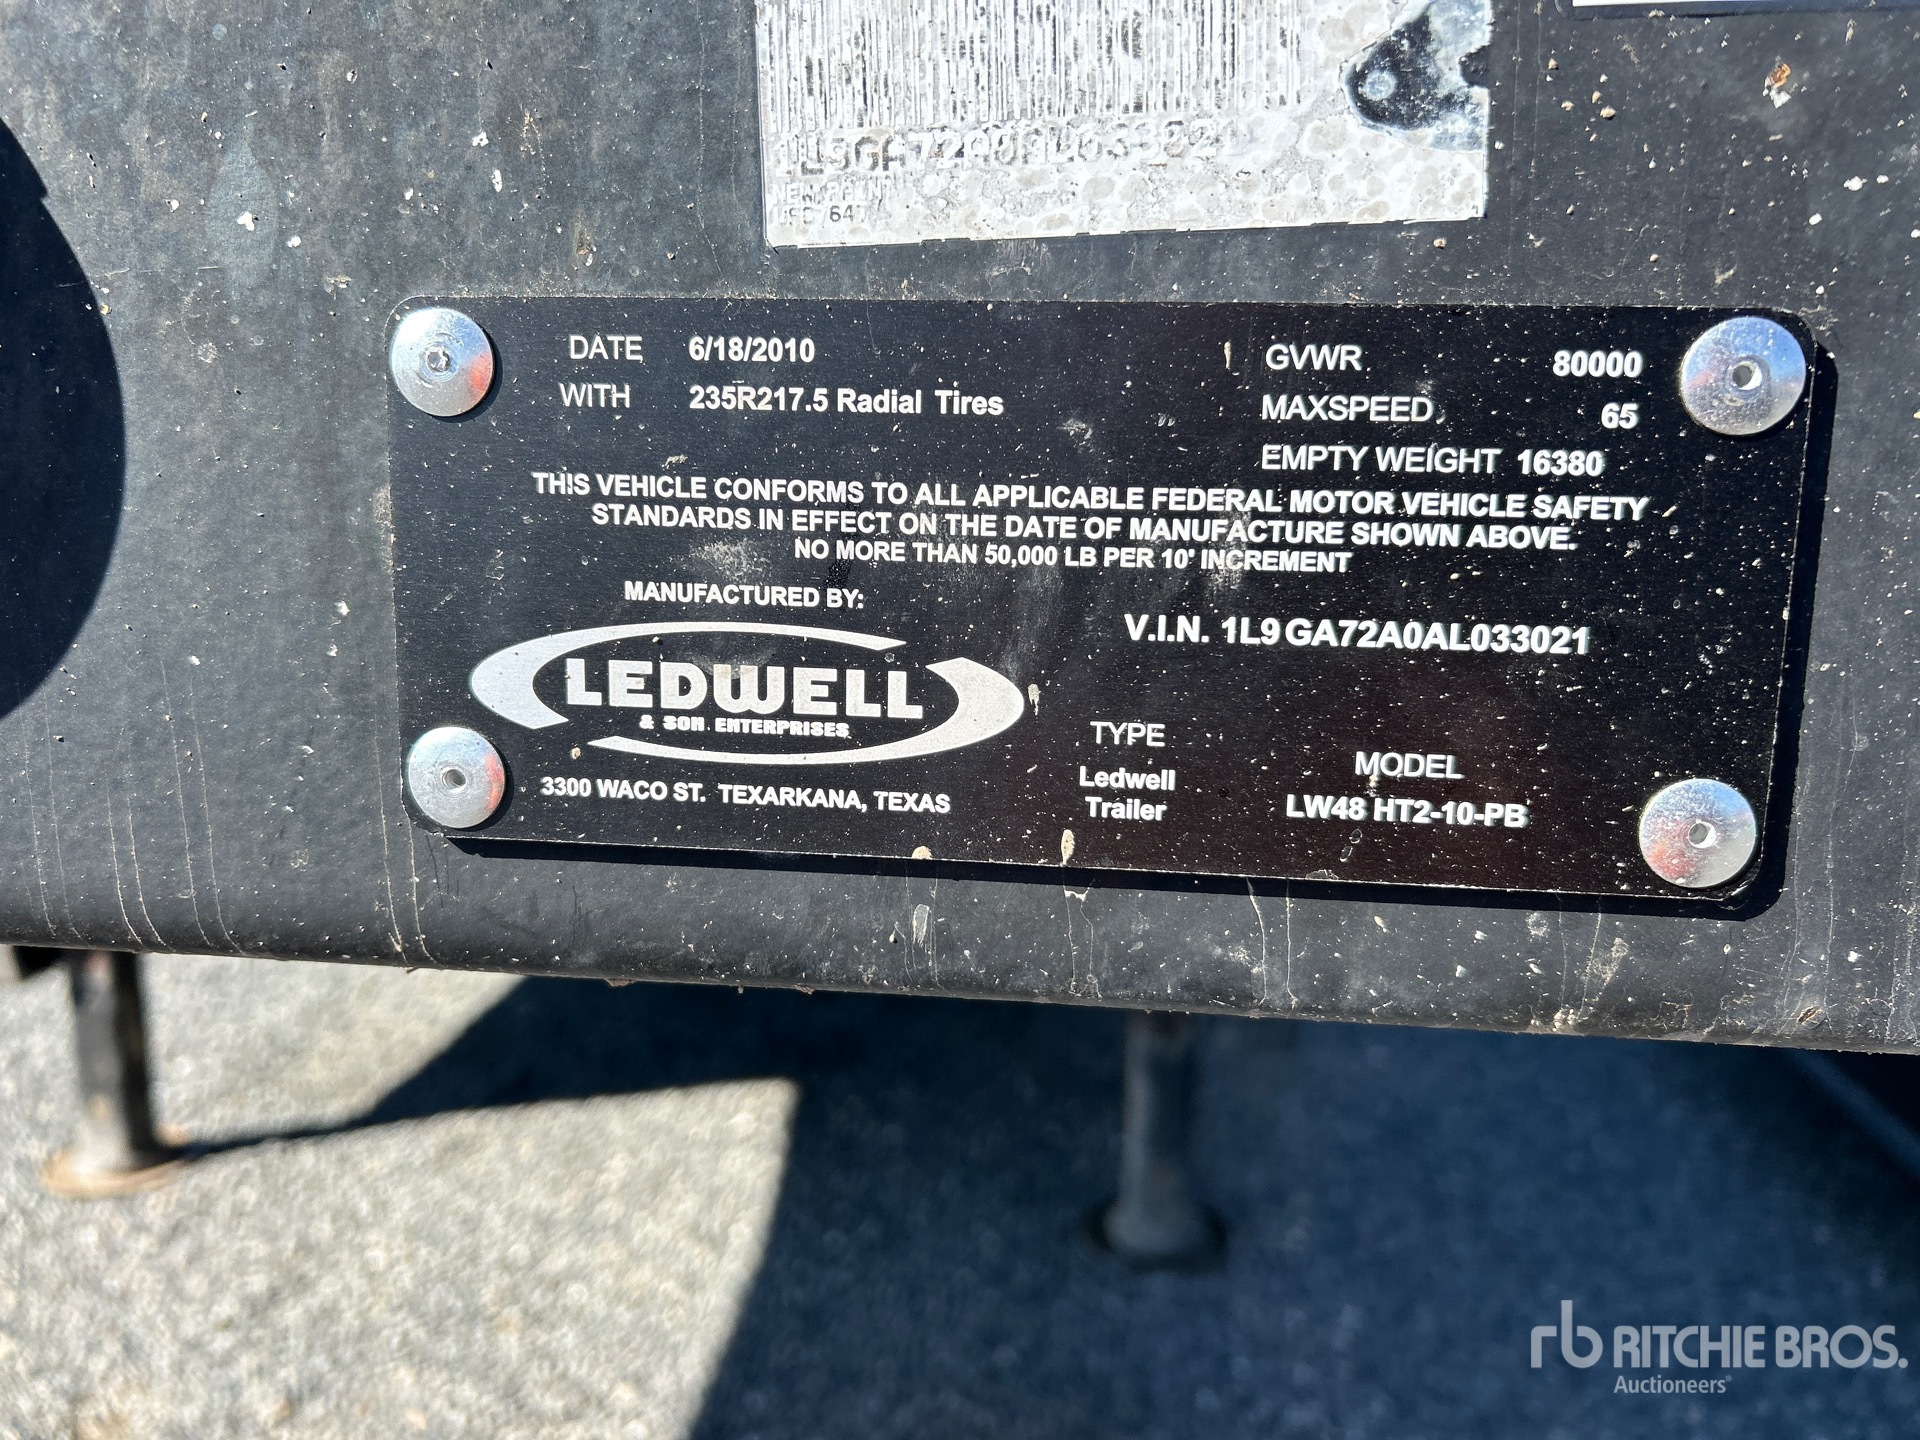 DATE 6/18/2010
WITH 235R217.5 Radial Tires
GVWR 80000
MAXSPEED 65
EMPTY WEIGHT 16380
THIS VEHICLE CONFORMS TO ALL APPLICABLE FEDERAL MOTOR VEHICLE SAFETY
STANDARDS IN EFFECT ON THE DATE OF MANUFACTURE SHOWN ABOVE.
NO MORE THAN 50,000 LB PER 10' INCREMENT
MANUFACTURED BY:
LEDWELL
& SON ENTERPRISES
3300 WACO ST. TEXARKANA, TEXAS
V.I.N. 1L9GA72A0AL033021
TYPE
Ledwell
Trailer
MODEL
LW48 HT2-10-PB
rb RITCHIE BROS.
Auctioneers